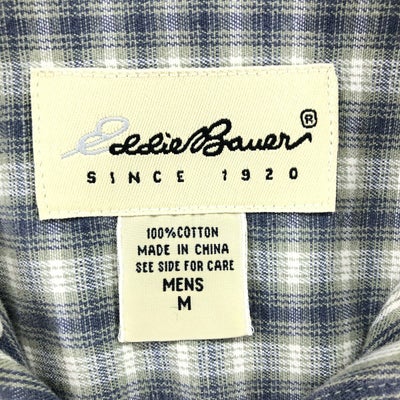 Eddie Bauer®
SINCE 1920
100% COTTON
MADE IN CHINA
SEE SIDE FOR CARE
MENS
M